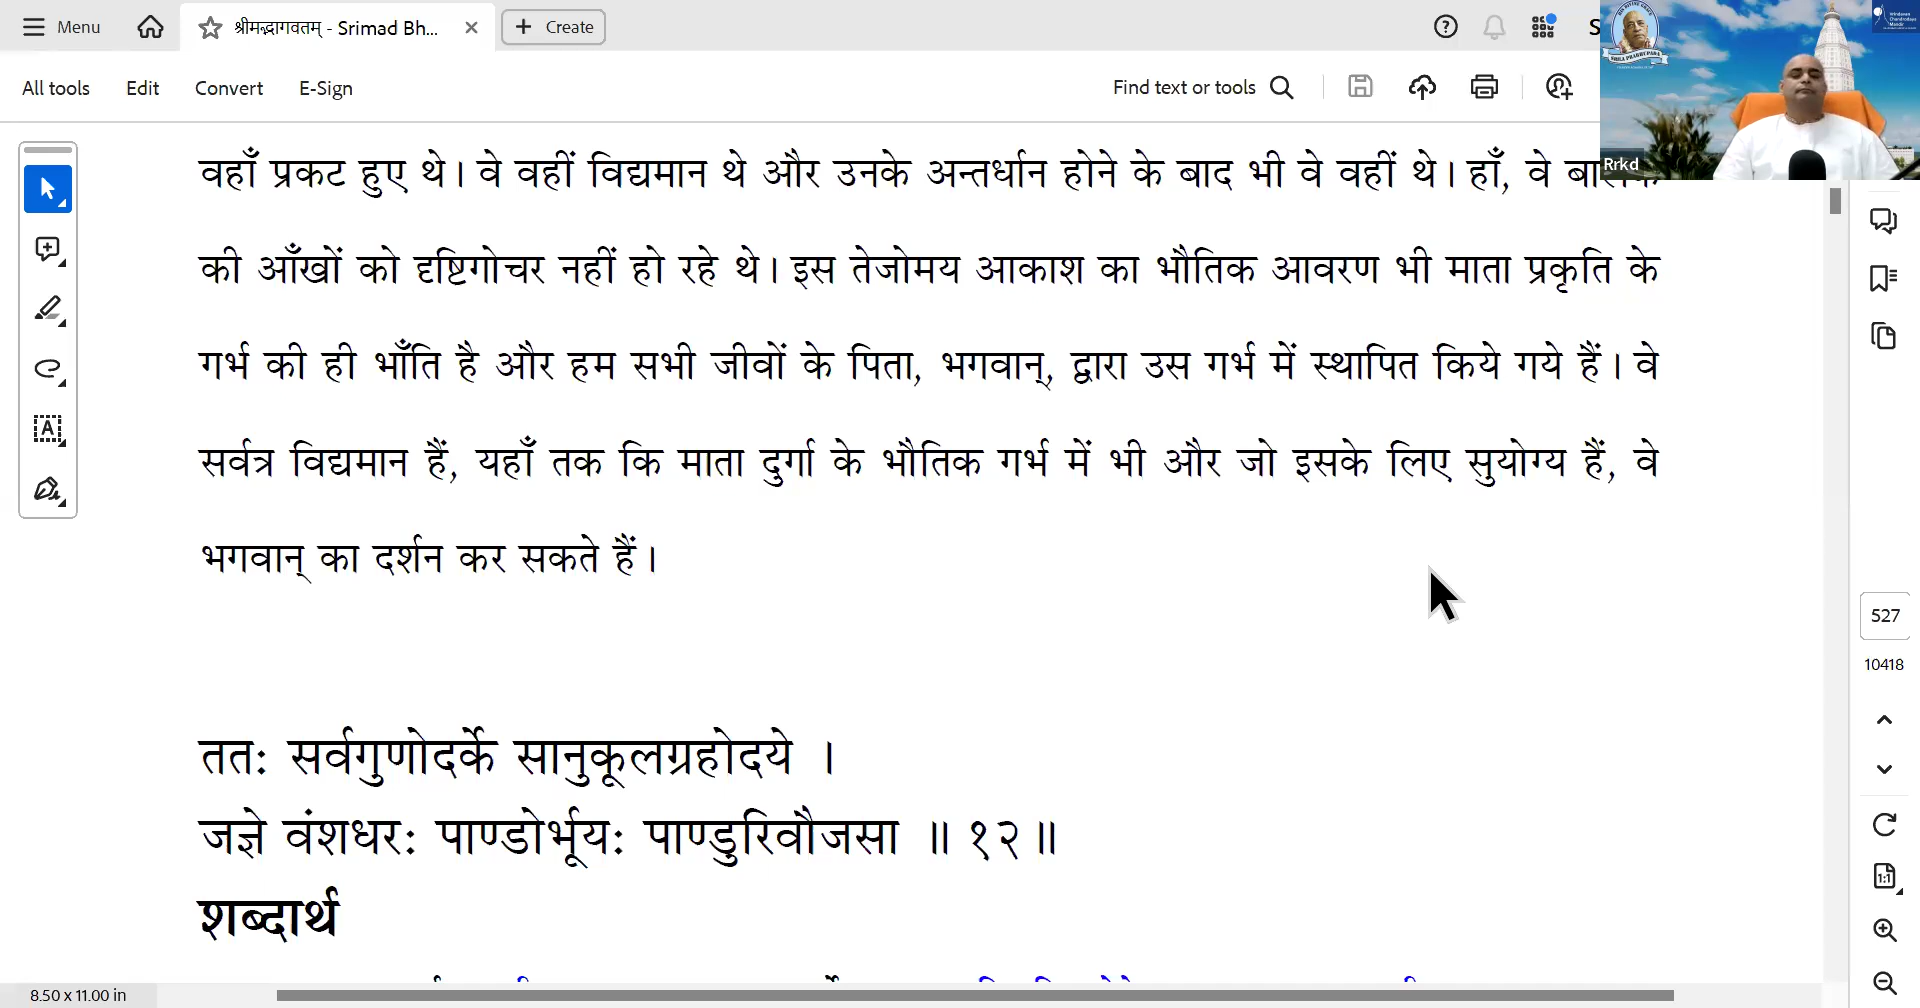 Menu
श्रीमद्भागवतम् - Srimad Bh...
Create
All tools
Edit
Convert
E-Sign
Find text or tools
Rrkd
वहाँ प्रकट हुए थे। वे वहीं विद्यमान थे और उनके अन्तर्धान होने के बाद भी वे वहीं थे। हाँ, वे
की आँखों को दृष्टिगोचर नहीं हो रहे थे। इस तेजोमय आकाश का भौतिक आवरण भी माता प्रकृति के
गर्भ की ही भाँति है और हम सभी जीवों के पिता, भगवान्, द्वारा उस गर्भ में स्थापित किये गये हैं। वे
सर्वत्र विद्यमान हैं, यहाँ तक कि माता दुर्गा के भौतिक गर्भ में भी और जो इसके लिए सुयोग्य हैं, वे
भगवान् का दर्शन कर सकते हैं।
ततः सर्वगुणोदर्के सानुकूलग्रहोदये ।
जज्ञे वंशधरः पाण्डोर्भूयः पाण्डुरिवौजसा ॥ १२॥
शब्दार्थ
527
10418
8.50 x 11.00 in